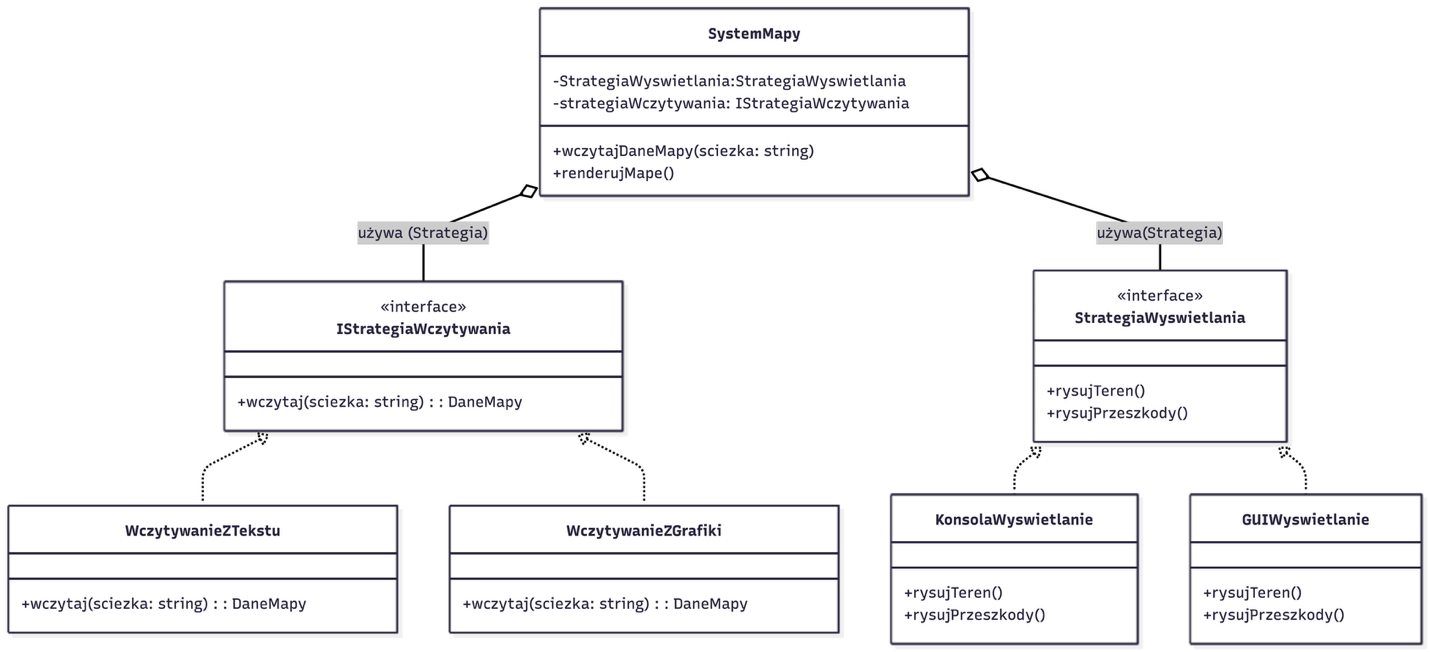 SystemMapy
-StrategiaWyswietlania:StrategiaWyswietlania
-strategiaWczytywania: IStrategiaWczytywania
+wczytajDaneMapy(sciezka: string)
+renderujMape()
używa (Strategia)
używa(Strategia)
«interface»
IStrategiaWczytywania
+wczytaj(sciezka: string) : : DaneMapy
«interface»
StrategiaWyswietlania
+rysujTeren()
+rysujPrzeszkody()
WczytywanieZTekstu
+wczytaj(sciezka: string) : : DaneMapy
WczytywanieZGrafiki
+wczytaj(sciezka: string) : : DaneMapy
KonsolaWyswietlanie
+rysujTeren()
+rysujPrzeszkody()
GUIWyswietlanie
+rysujTeren()
+rysujPrzeszkody()